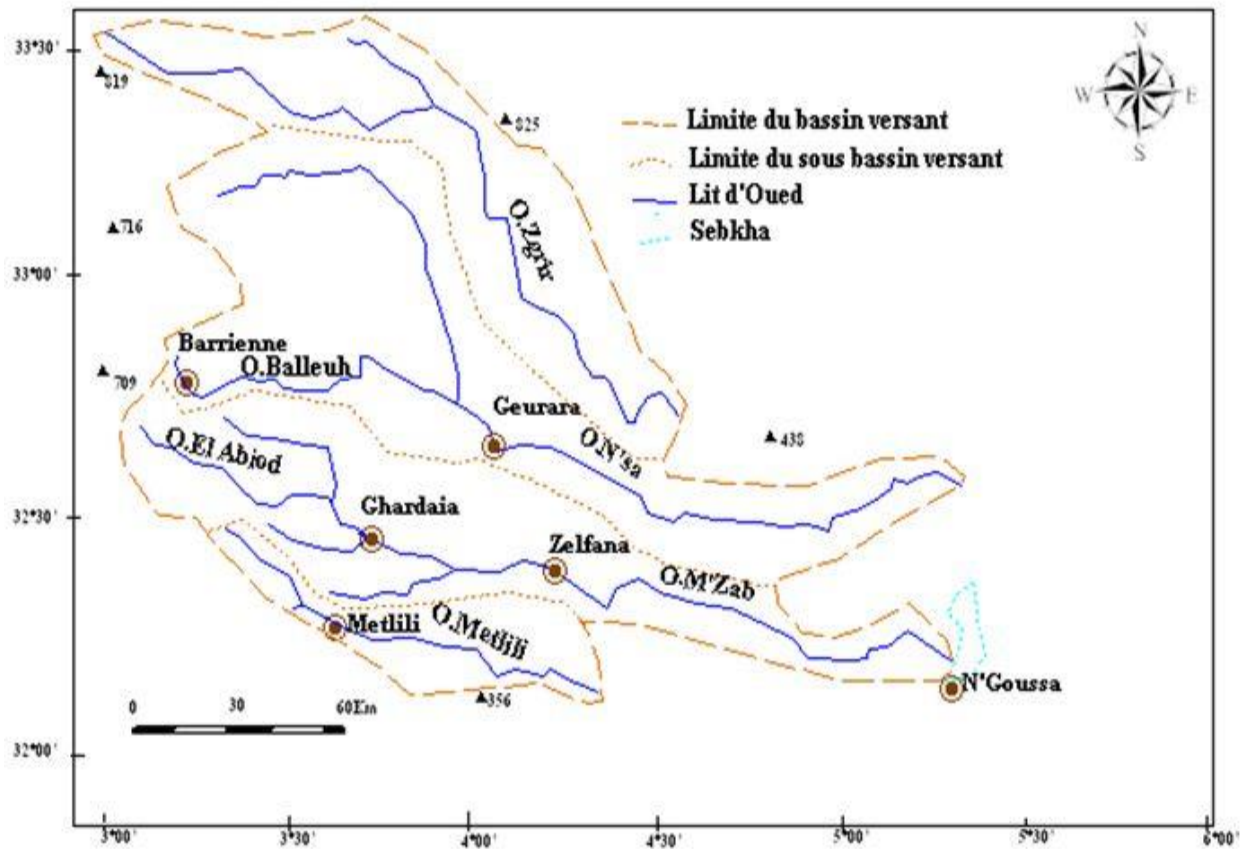 33°30'
33°00'
32°30'
32°00'
3°00'
3°30'
4°00'
4°30'
5°00'
5°30'
6°00'
N
W
E
S
Limite du bassin versant
Limite du sous bassin versant
Lit d'Oued
Sebkha
819
825
716
709
438
356
O.Zgrir
Barrienne
O.Balleuh
Geurara
O.N'sa
O.El Abiod
Ghardaia
Zelfana
O.M'Zab
Metlili
O.Metlili
N'Goussa
0
30
60Km